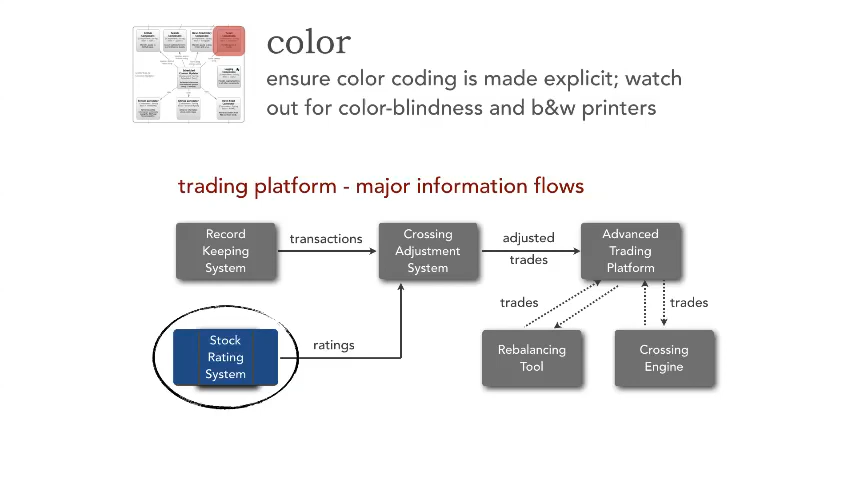 color
ensure color coding is made explicit; watch
out for color-blindness and b&w printers
trading platform - major information flows
Record
Keeping
System
transactions
Crossing
Adjustment
System
adjusted
trades
Advanced
Trading
Platform
trades
trades
Stock
Rating
System
ratings
Rebalancing
Tool
Crossing
Engine